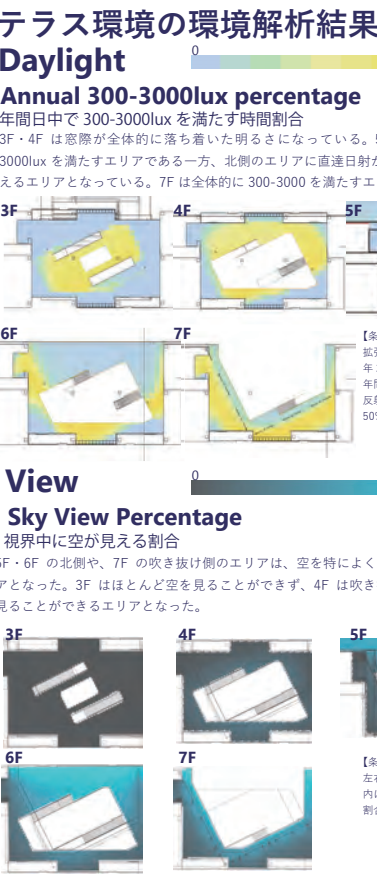 テラス環境の環境解析結果
Daylight
0
Annual 300-3000lux percentage
年間日中で 300-3000lux を満たす時間割合
3F・4F は窓際が全体的に落ち着いた明るさになっている。
3000lux を満たすエリアである一方、北側のエリアに直達日射が
えるエリアとなっている。7F は全体的に 300-3000 を満たすエ
3F
4F
5F
6F
7F
【条
拡張
年
年間
反射
50%
View
0
Sky View Percentage
視界中に空が見える割合
5F・6F の北側や、7F の吹き抜け側のエリアは、空を特によく
アとなった。3F はほとんど空を見ることができず、4F は吹き
見ることができるエリアとなった。
3F
4F
5F
6F
7F
【条
左右
内に
割合